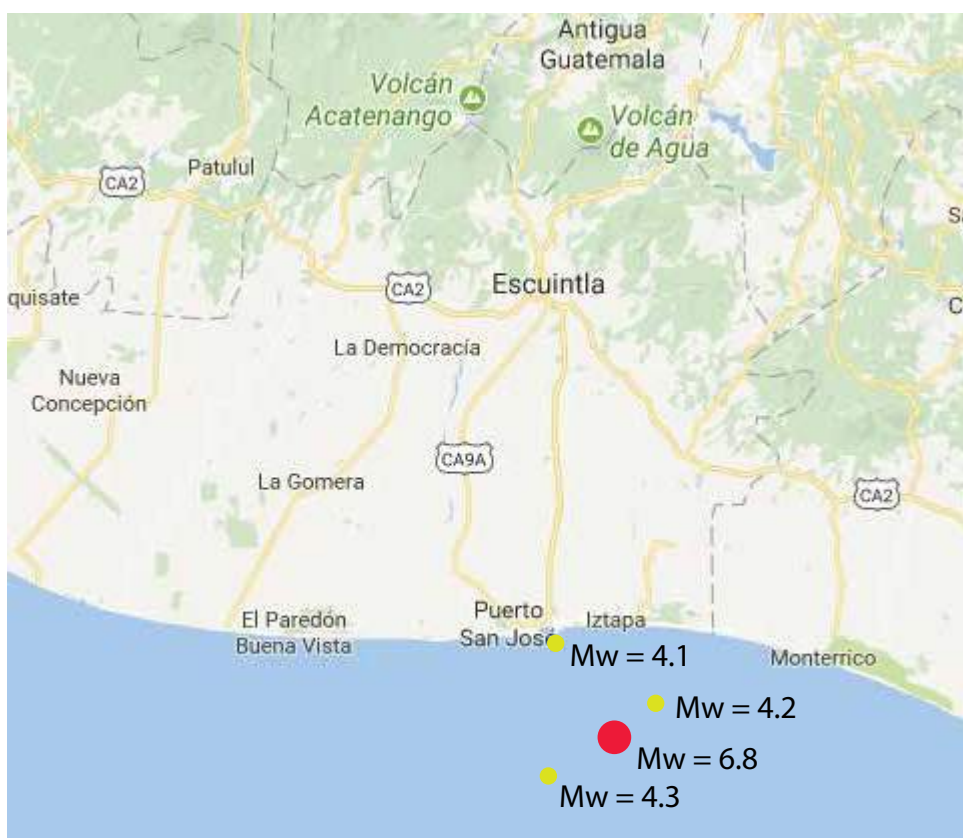 Antigua
Guatemala
Volcán
Acatenango
Volcán
de Agua
Patulul
CA2
Sa
CA2
Escuintla
quisate
C
La Democracía
Nueva
Concepción
CA9A
La Gomera
CA2
El Paredón
Buena Vista
Puerto
San José
Iztapa
Monterrico
Mw = 4.1
Mw = 4.2
Mw = 6.8
Mw = 4.3